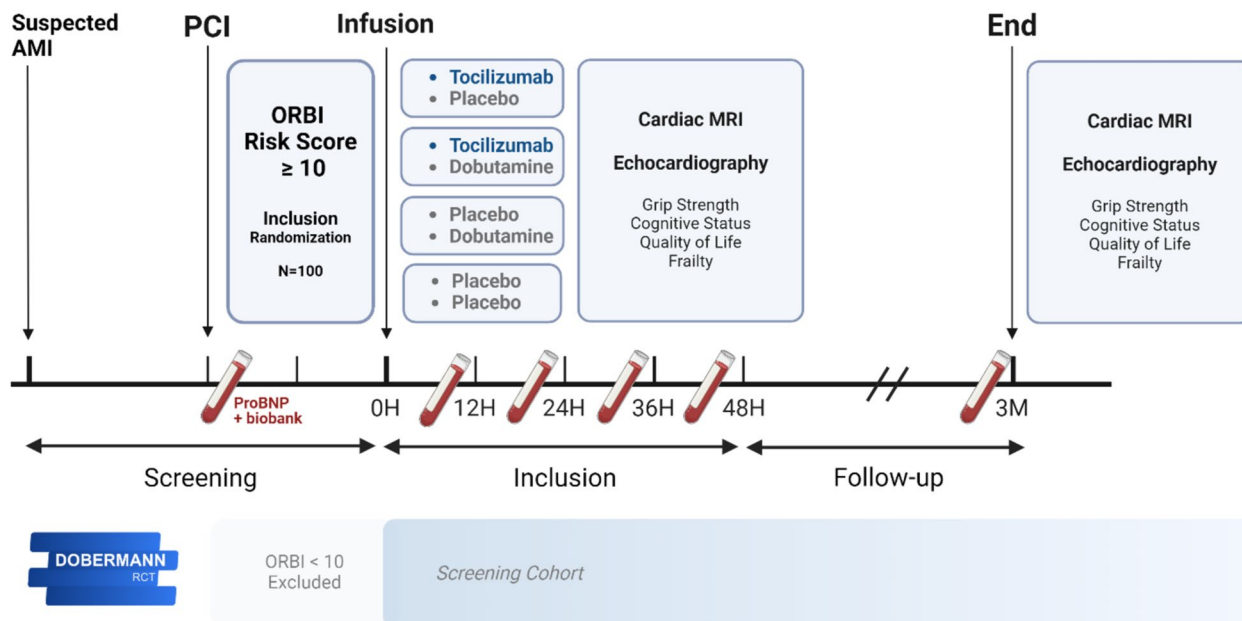 Suspected
AMI
PCI
Infusion
End
ORBI
Risk Score
≥ 10
Inclusion
Randomization
N=100
• Tocilizumab
• Placebo
• Tocilizumab
• Dobutamine
• Placebo
• Dobutamine
• Placebo
• Placebo
Cardiac MRI
Echocardiography
Grip Strength
Cognitive Status
Quality of Life
Frailty
Cardiac MRI
Echocardiography
Grip Strength
Cognitive Status
Quality of Life
Frailty
ProBNP
+ biobank
0H
12H
24H
36H
48H
3M
Screening
Inclusion
Follow-up
DOBERMANN
RCT
ORBI < 10
Excluded
Screening Cohort